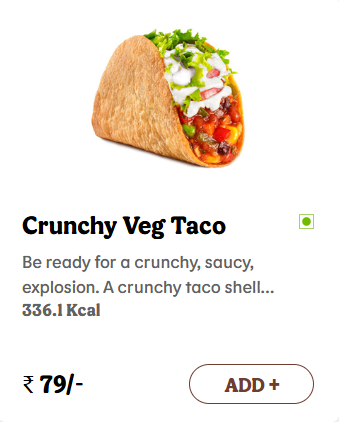 Crunchy Veg Taco
Be ready for a crunchy, saucy,
explosion. A crunchy taco shell...
336.1 Kcal
₹ 79/-
ADD +